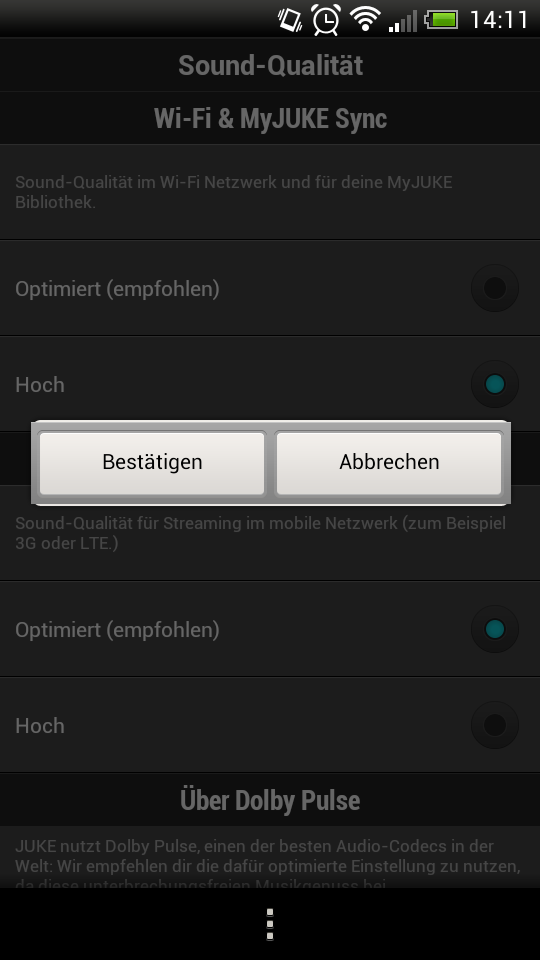 14:11
Sound-Qualität
Wi-Fi & MyJUKE Sync
Sound-Qualität im Wi-Fi Netzwerk und für deine MyJUKE
Bibliothek.
Optimiert (empfohlen)
Hoch
Bestätigen Abbrechen
Sound-Qualität für Streaming im mobile Netzwerk (zum Beispiel
3G oder LTE.)
Optimiert (empfohlen)
Hoch
Über Dolby Pulse
JUKE nutzt Dolby Pulse, einen der besten Audio-Codecs in der
Welt: Wir empfehlen dir die dafür optimierte Einstellung zu nutzen,
da diese unterbrechungsfreien Musikgenuss bei